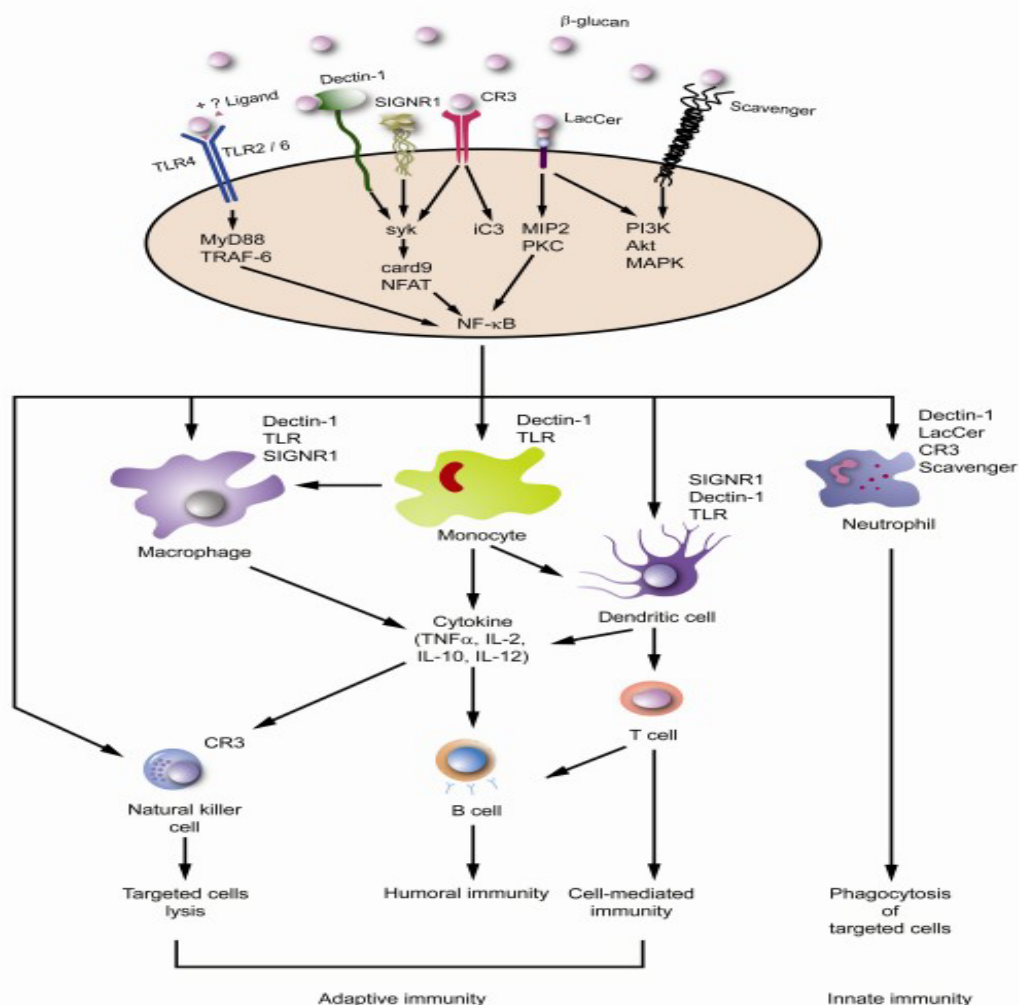 β-glucan
Dectin-1
+ ? Ligand
SIGNR1
CR3
LacCer
Scavenger
TLR4
TLR2 / 6
MyD88
TRAF-6
syk
card9
NFAT
iC3
MIP2
PKC
PI3K
Akt
MAPK
NF-κB
Dectin-1
TLR
SIGNR1
Macrophage
Dectin-1
TLR
Monocyte
SIGNR1
Dectin-1
TLR
Dendritic cell
Dectin-1
LacCer
CR3
Scavenger
Neutrophil
Cytokine
(TNFα, IL-2,
IL-10, IL-12)
CR3
Natural killer
cell
B cell
T cell
Targeted cells
lysis
Humoral immunity
Cell-mediated
immunity
Phagocytosis
of
targeted cells
Adaptive immunity
Innate immunity